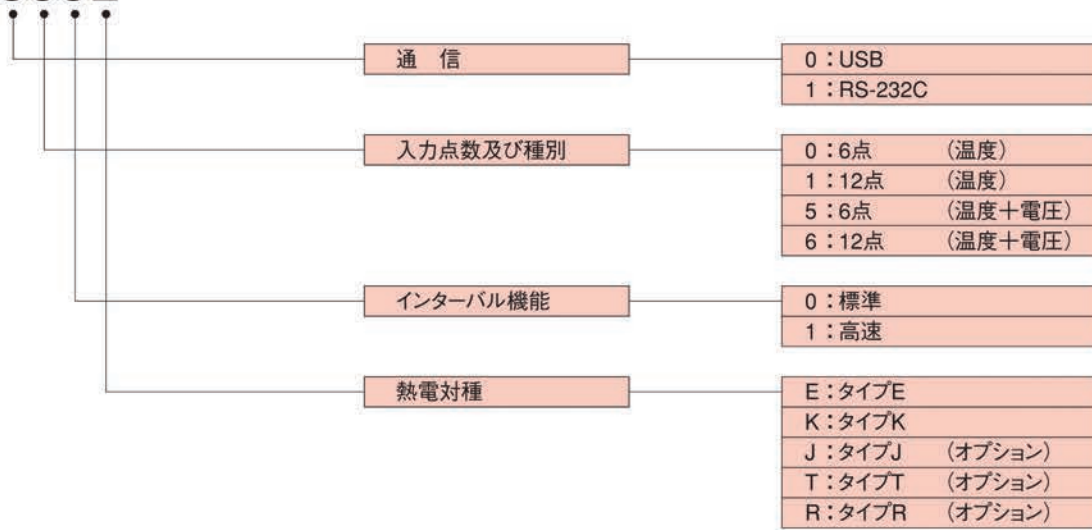 通 信
0：USB
1：RS-232C
入力点数及び種別
0：6点 （温度）
1：12点 （温度）
5：6点 （温度＋電圧）
6：12点 （温度＋電圧）
インターバル機能
0：標準
1：高速
熱電対種
E：タイプE
K：タイプK
J：タイプJ （オプション）
T：タイプT （オプション）
R：タイプR （オプション）